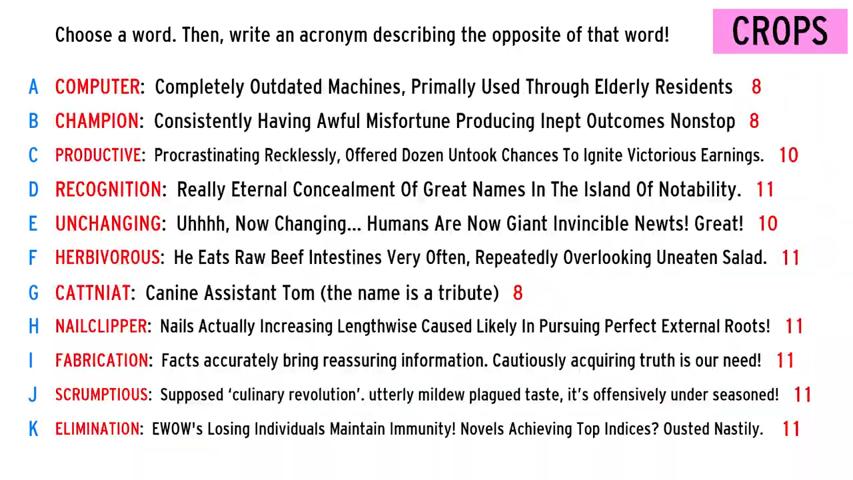 Choose a word. Then, write an acronym describing the opposite of that word!
CROPS
A COMPUTER: Completely Outdated Machines, Primally Used Through Elderly Residents 8
B CHAMPION: Consistently Having Awful Misfortune Producing Inept Outcomes Nonstop 8
C PRODUCTIVE: Procrastinating Recklessly, Offered Dozen Untook Chances To Ignite Victorious Earnings. 10
D RECOGNITION: Really Eternal Concealment Of Great Names In The Island Of Notability. 11
E UNCHANGING: Uhhhh, Now Changing... Humans Are Now Giant Invincible Newts! Great! 10
F HERBIVOROUS: He Eats Raw Beef Intestines Very Often, Repeatedly Overlooking Uneaten Salad. 11
G CATTNIAT: Canine Assistant Tom (the name is a tribute) 8
H NAILCLIPPER: Nails Actually Increasing Lengthwise Caused Likely In Pursuing Perfect External Roots! 11
I FABRICATION: Facts accurately bring reassuring information. Cautiously acquiring truth is our need! 11
J SCRUMPTIOUS: Supposed ‘culinary revolution’. utterly mildew plagued taste, it’s offensively under seasoned! 11
K ELIMINATION: EWOW's Losing Individuals Maintain Immunity! Novels Achieving Top Indices? Ousted Nastily. 11